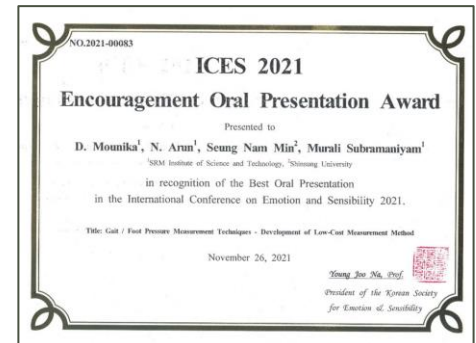 NO.2021-00083
ICES 2021
Encouragement Oral Presentation Award
Presented to
D. Mounika¹, N. Arun¹, Seung Nam Min², Murali Subramaniyam¹
¹SRM Institute of Science and Technology, ²Shinsung University
in recognition of the Best Oral Presentation
in the International Conference on Emotion and Sensibility 2021.
Title: Gait / Foot Pressure Measurement Techniques - Development of Low-Cost Measurement Method
November 26, 2021
Young Joo Na, Prof.
President of the Korean Society
for Emotion & Sensibility